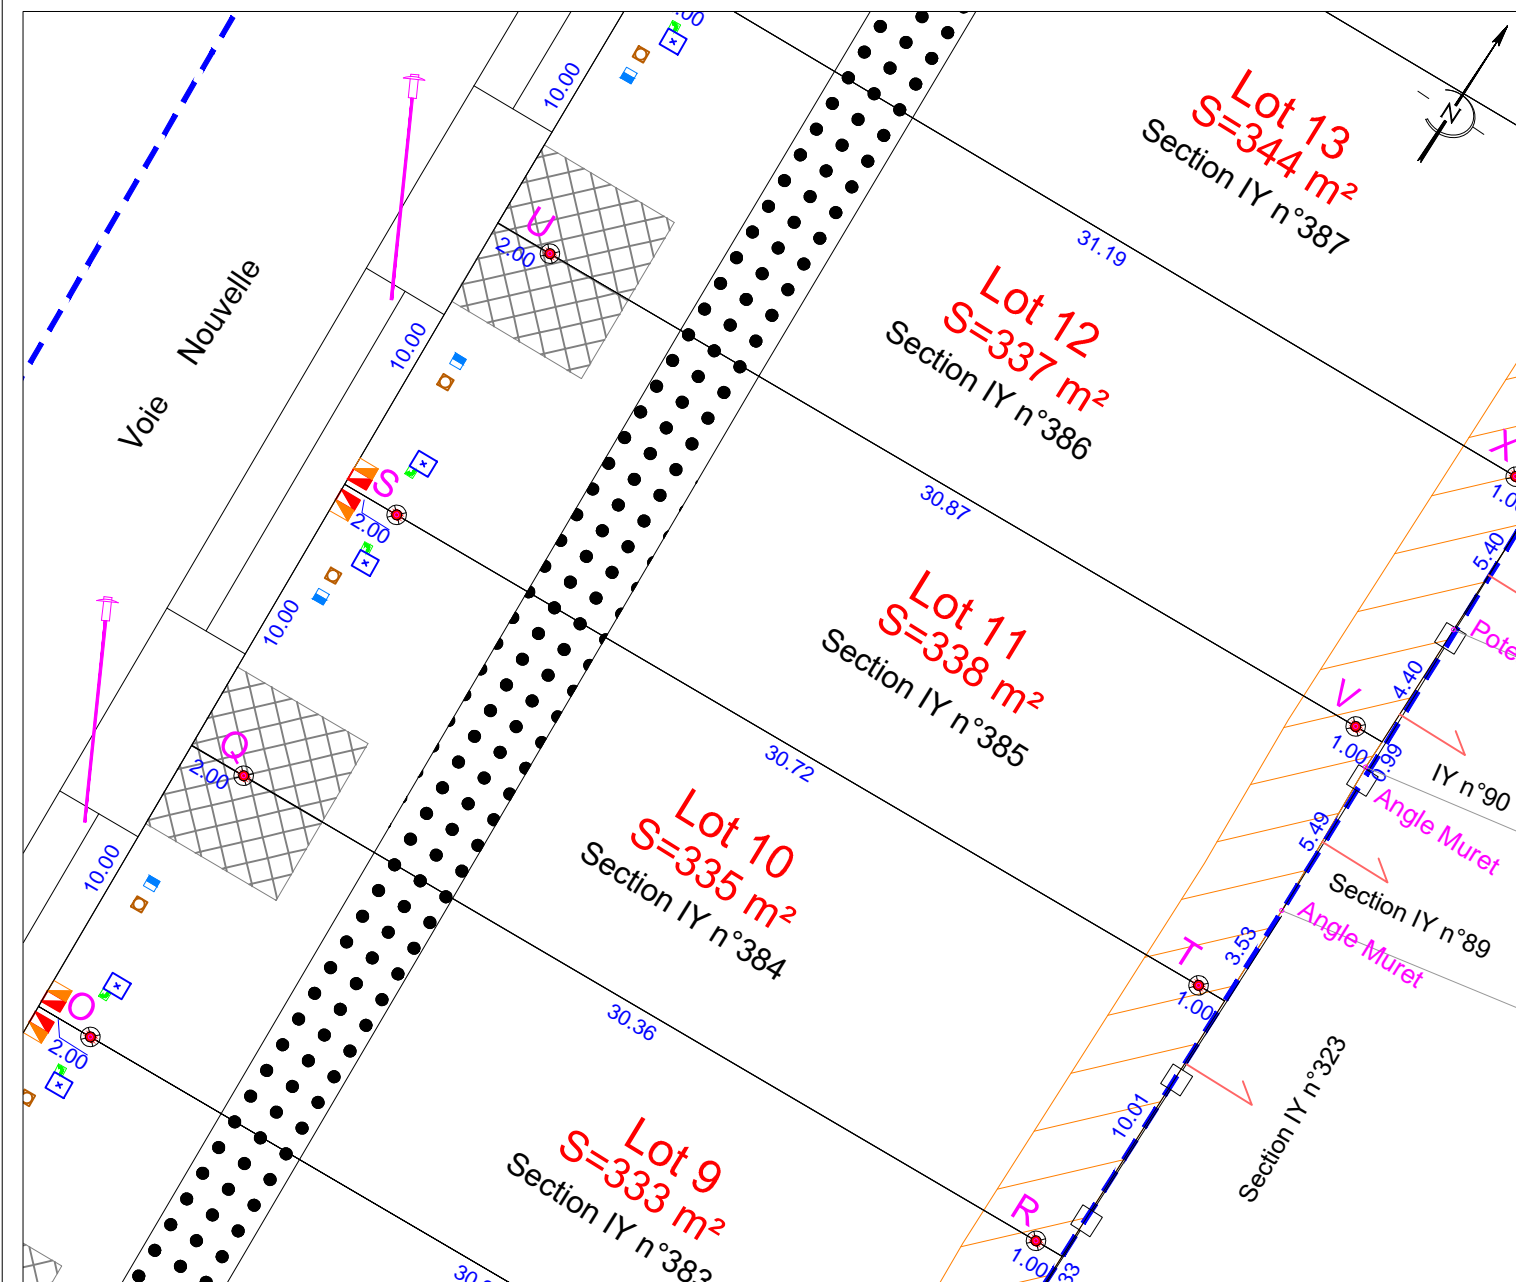 10.00
N
Lot 13
S=344 m²
Section IY n°387
U
2.00
31.19
Voie Nouvelle
10.00
Lot 12
S=337 m²
Section IY n°386
X
S
2.00
30.87
5.40
10.00
Lot 11
S=338 m²
Section IY n°385
4.40
V
1.00
0.99
IY n°90
Angle Muret
Q
2.00
30.72
5.49
10.00
Lot 10
S=335 m²
Section IY n°384
Section IY n°89
Angle Muret
3.53
T
1.00
O
2.00
30.36
10.01
Section IY n°323
Lot 9
S=333 m²
Section IY n°383
R
1.00